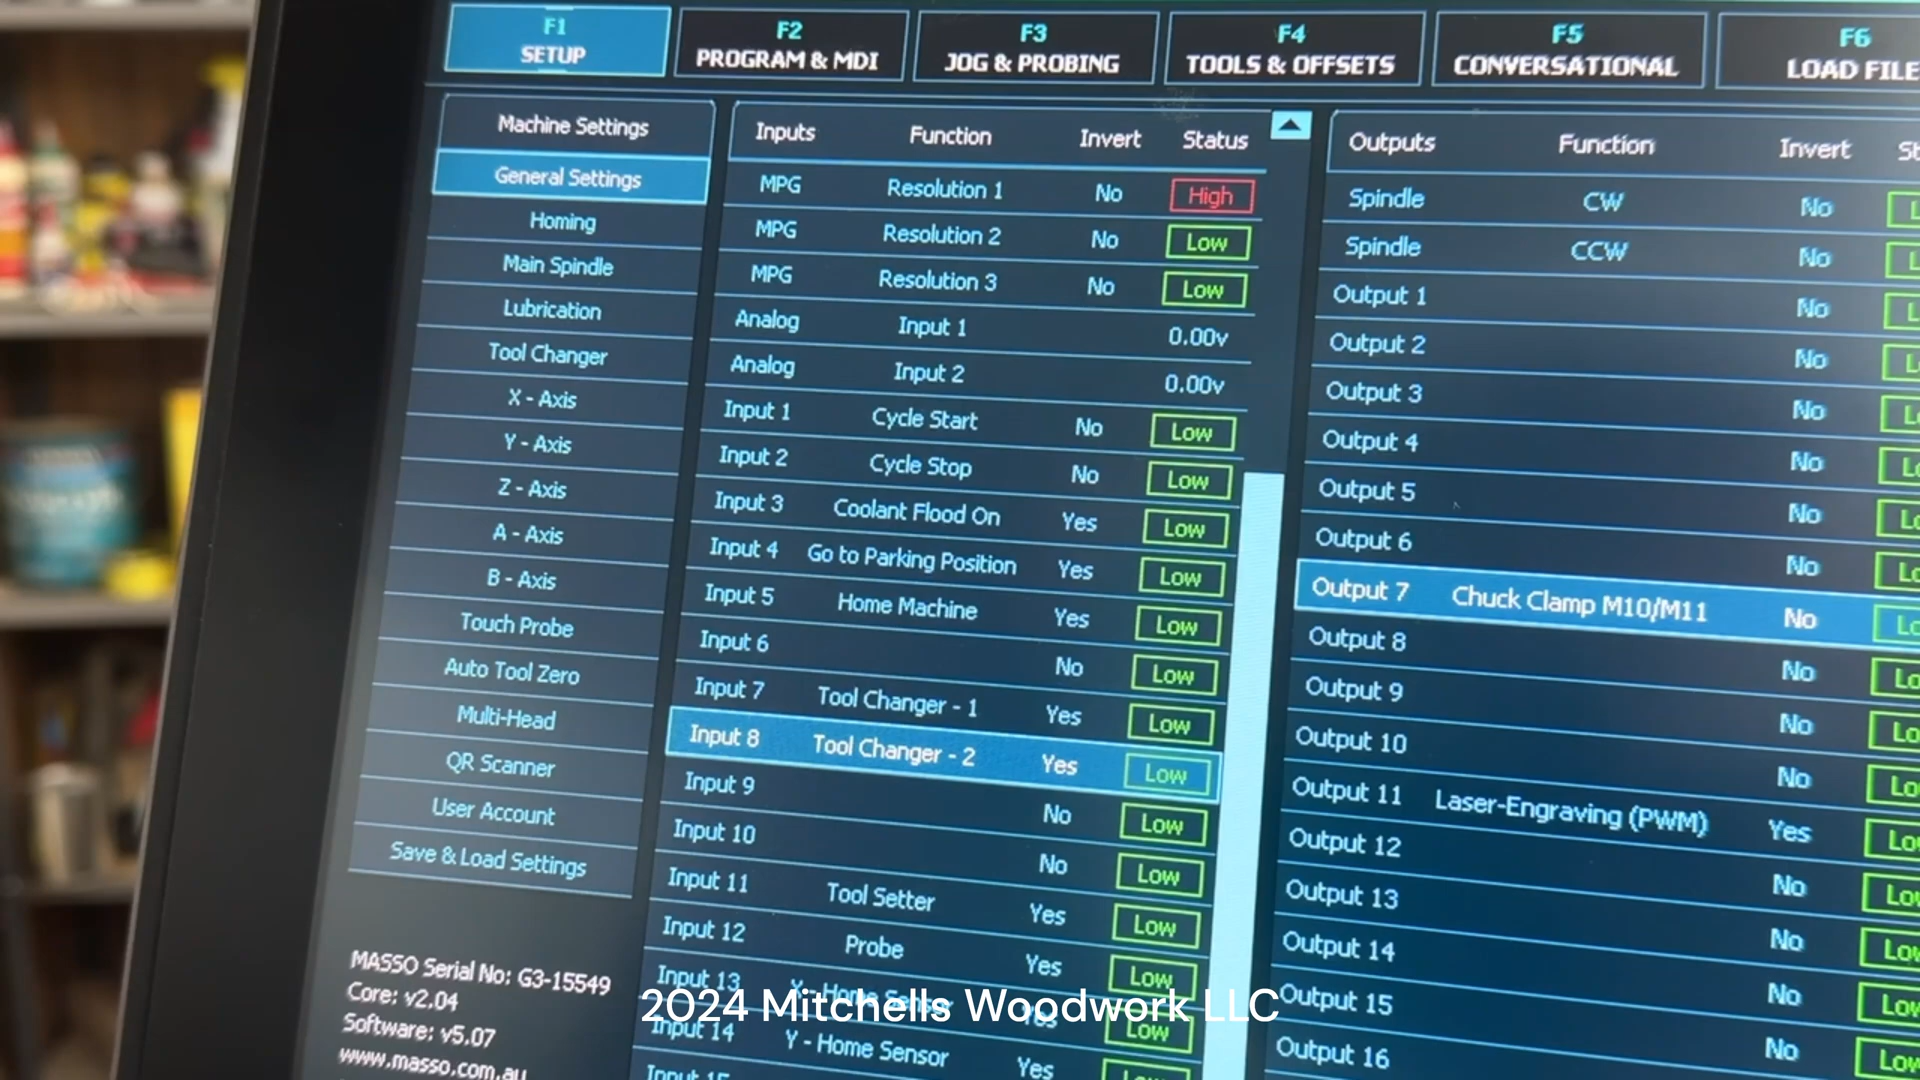 F1
SETUP
F2
PROGRAM & MDI
F3
JOG & PROBING
F4
TOOLS & OFFSETS
F5
CONVERSATIONAL
F6
LOAD FILE
Machine Settings
General Settings
Homing
Main Spindle
Lubrication
Tool Changer
X - Axis
Y - Axis
Z - Axis
A - Axis
B - Axis
Touch Probe
Auto Tool Zero
Multi-Head
QR Scanner
User Account
Save & Load Settings
MASSO Serial No: G3-15549
Core: v2.04
Software: v5.07
www.masso.com.au
Inputs Function Invert Status
MPG Resolution 1 No High
MPG Resolution 2 No Low
MPG Resolution 3 No Low
Analog Input 1 0.00v
Analog Input 2 0.00v
Input 1 Cycle Start No Low
Input 2 Cycle Stop No Low
Input 3 Coolant Flood On Yes Low
Input 4 Go to Parking Position Yes Low
Input 5 Home Machine Yes Low
Input 6 No Low
Input 7 Tool Changer - 1 Yes Low
Input 8 Tool Changer - 2 Yes Low
Input 9 No Low
Input 10 No Low
Input 11 Tool Setter Yes Low
Input 12 Probe Yes Low
Input 13 X - Home Sensor Yes Low
Input 14 Y - Home Sensor Yes Low
Outputs Function Invert
Spindle CW No
Spindle CCW No
Output 1 No
Output 2 No
Output 3 No
Output 4 No
Output 5 No
Output 6 No
Output 7 Chuck Clamp M10/M11 No
Output 8 No
Output 9 No
Output 10 No
Output 11 Laser-Engraving (PWM) Yes
Output 12 No
Output 13 No
Output 14 No
Output 15 No
Output 16
2024 Mitchells Woodwork LLC